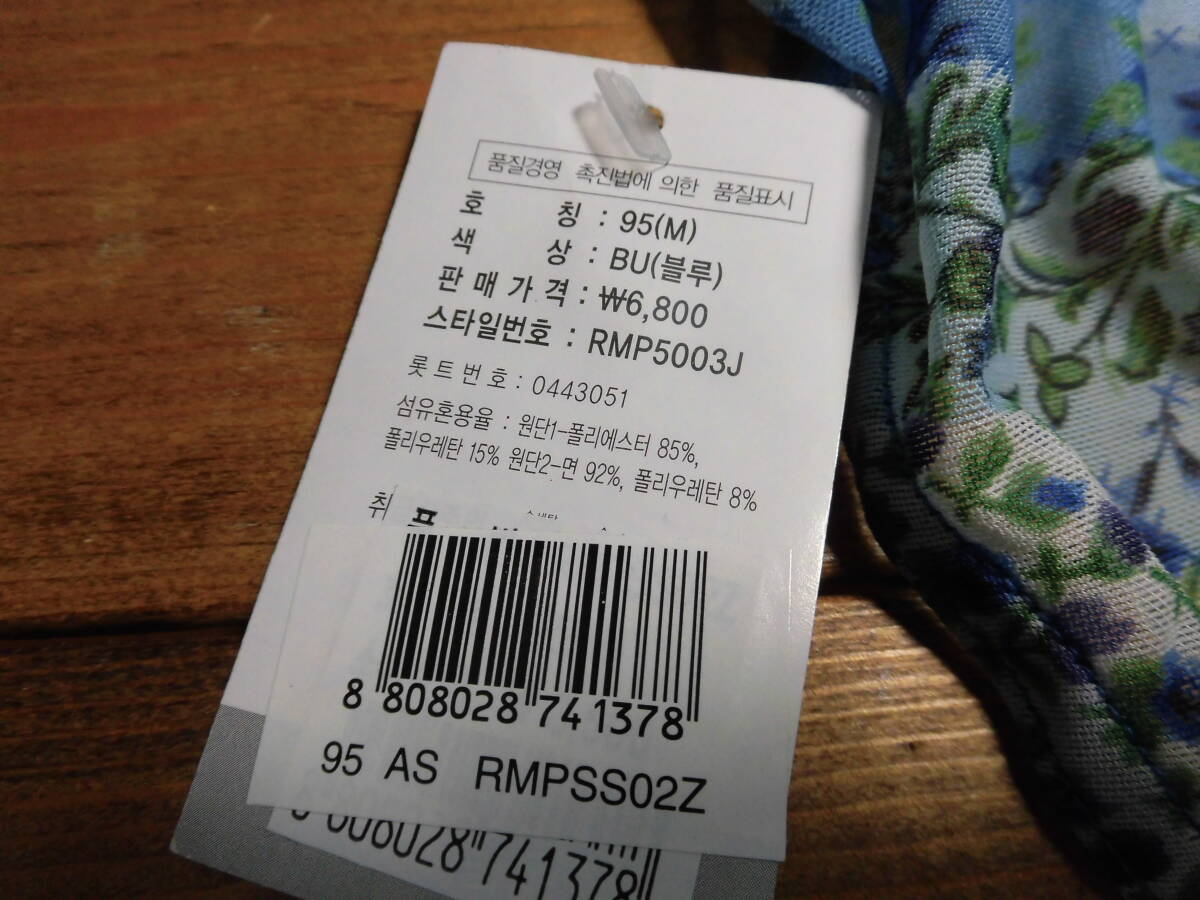 품질경영 촉진법에 의한 품질표시
호 칭 : 95(M)
색 상 : BU(블루)
판 매 가 격 : ₩6,800
스타일번호 : RMP5003J
롯 트 번 호 : 0443051
섬유혼용율 : 원단1-폴리에스터 85%,
폴리우레탄 15% 원단2-면 92%, 폴리우레탄 8%
취
8 808028 741378
95 AS RMPSS02Z
8 808028 741378